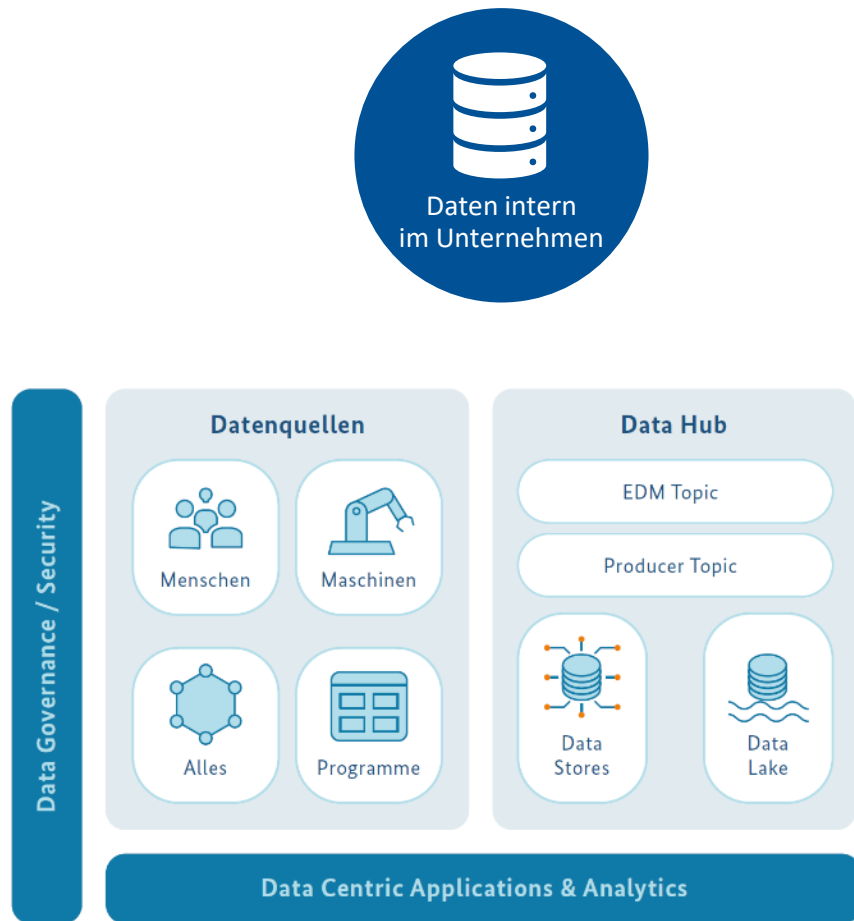 Daten intern
im Unternehmen
Data Governance / Security
Datenquellen
Menschen
Maschinen
Alles
Programme
Data Hub
EDM Topic
Producer Topic
Data
Stores
Data
Lake
Data Centric Applications & Analytics